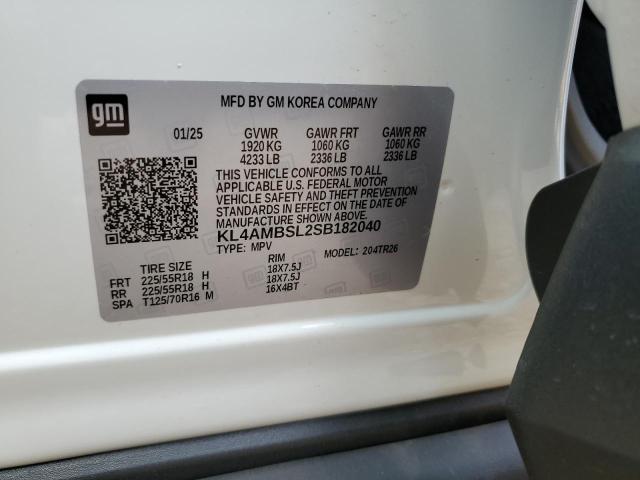 gm
MFD BY GM KOREA COMPANY
01/25 GVWR GAWR FRT GAWR RR
1920 KG 1060 KG 1060 KG
4233 LB 2336 LB 2336 LB
THIS VEHICLE CONFORMS TO ALL
APPLICABLE U.S. FEDERAL MOTOR
VEHICLE SAFETY AND THEFT PREVENTION
STANDARDS IN EFFECT ON THE DATE OF
MANUFACTURE SHOWN ABOVE.
KL4AMBSL2SB182040
TYPE: MPV MODEL: 204TR26
TIRE SIZE RIM
FRT 225/55R18 H 18X7.5J
RR 225/55R18 H 18X7.5J
SPA T125/70R16 M 16X4BT